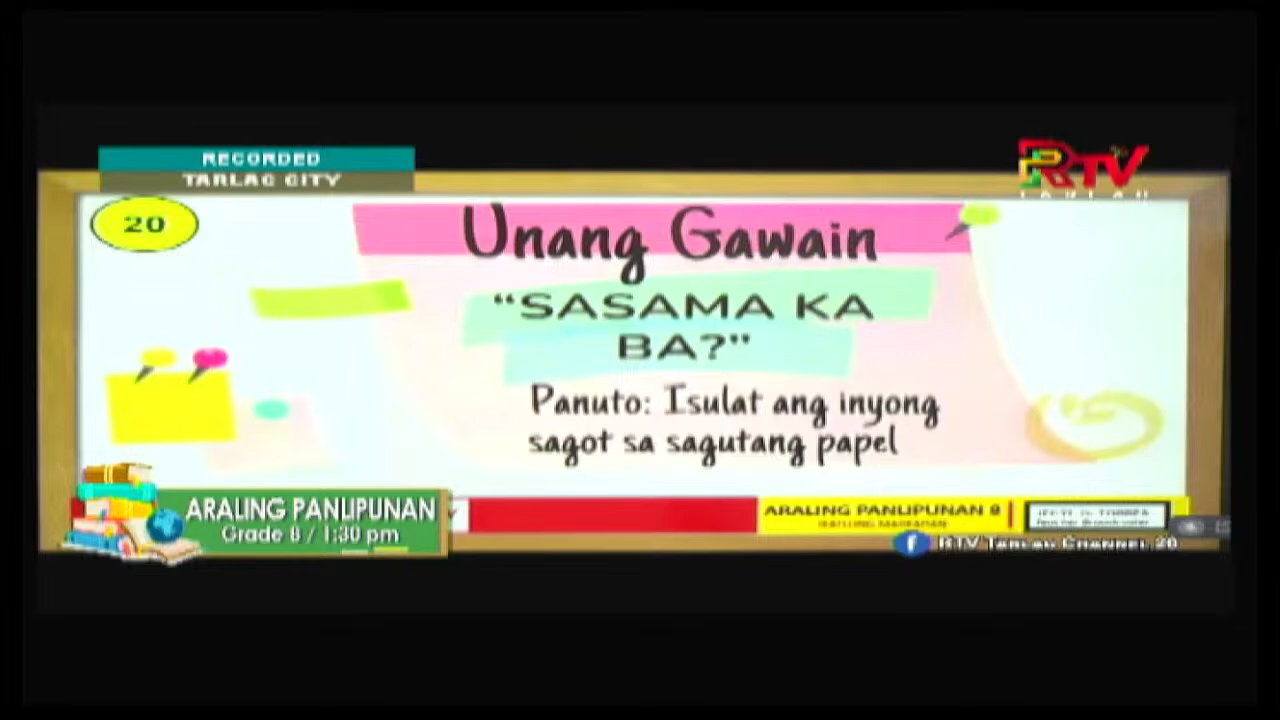 RECORDED
TARLAC CITY
RTV
20
Unang Gawain
“SASAMA KA
BA?”
Panuto: Isulat ang inyong
sagot sa sagutang papel
ARALING PANLIPUNAN
Grade 8 / 1:30 pm
ARALING PANLIPUNAN 8
RTV Tarlac Channel 26